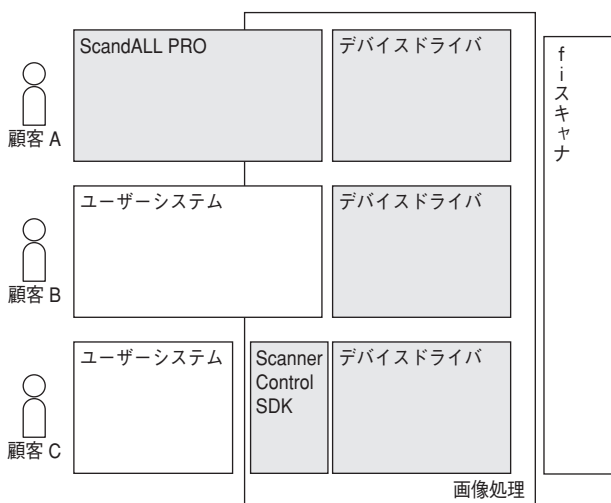 ScandALL PRO
デバイスドライバ
fiスキャナ
顧客 A
ユーザーシステム
デバイスドライバ
顧客 B
ユーザーシステム
Scanner
Control
SDK
デバイスドライバ
顧客 C
画像処理